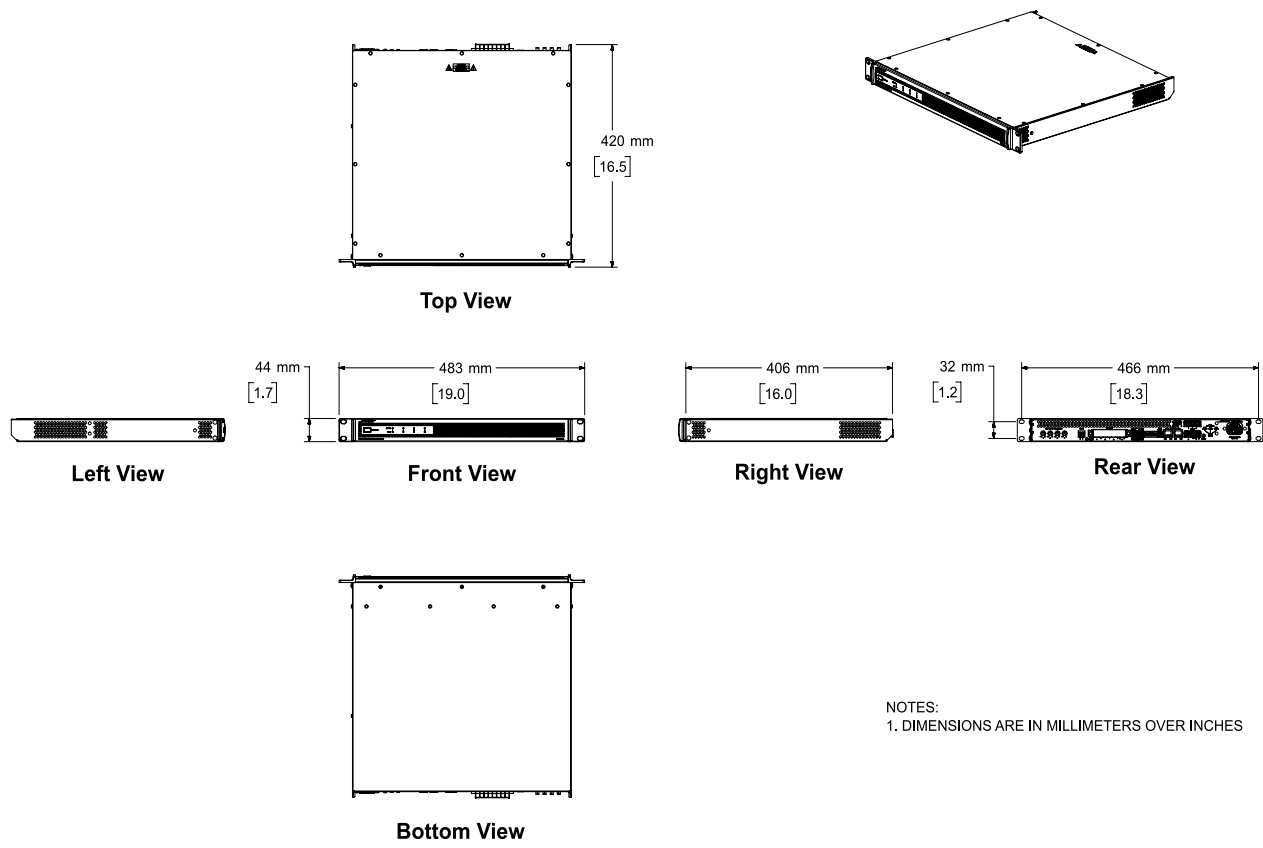 420 mm
[16.5]
Top View
44 mm
[1.7]
483 mm
[19.0]
406 mm
[16.0]
32 mm
[1.2]
466 mm
[18.3]
Left View
Front View
Right View
Rear View
NOTES:
1. DIMENSIONS ARE IN MILLIMETERS OVER INCHES
Bottom View